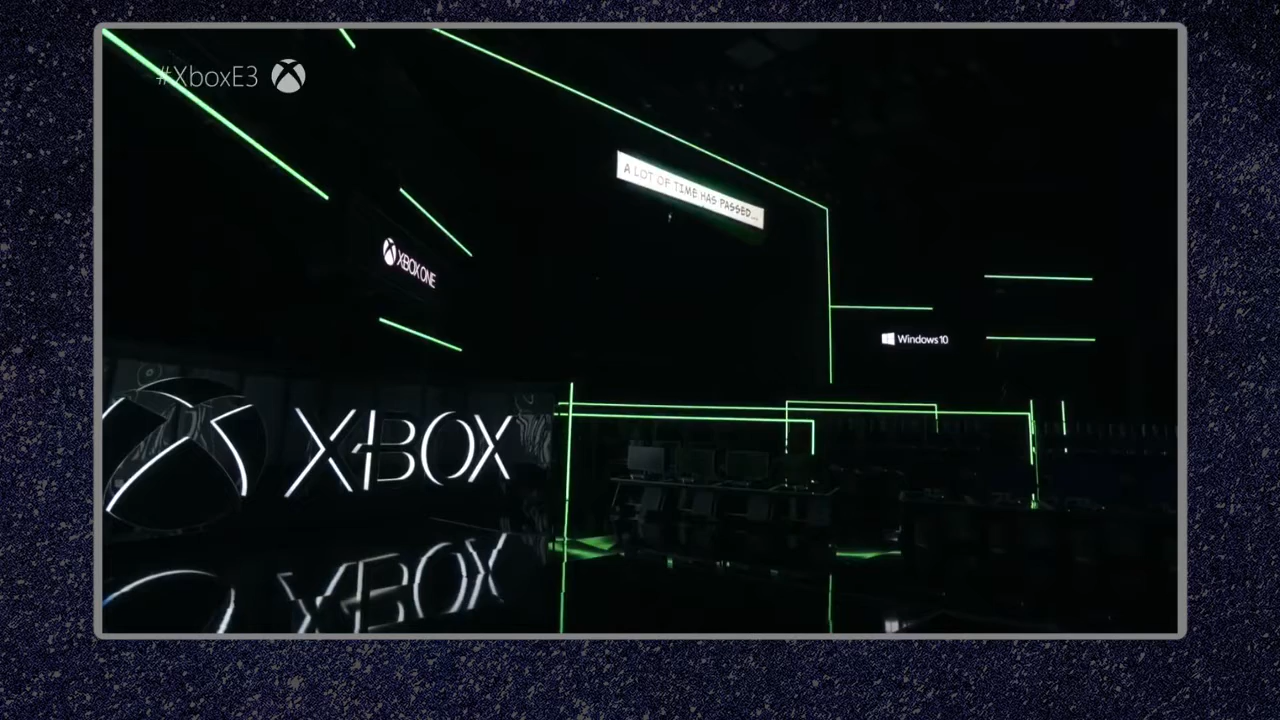 #XboxE3
A LOT OF TIME HAS PASSED...
XBOX ONE
Windows 10
XBOX